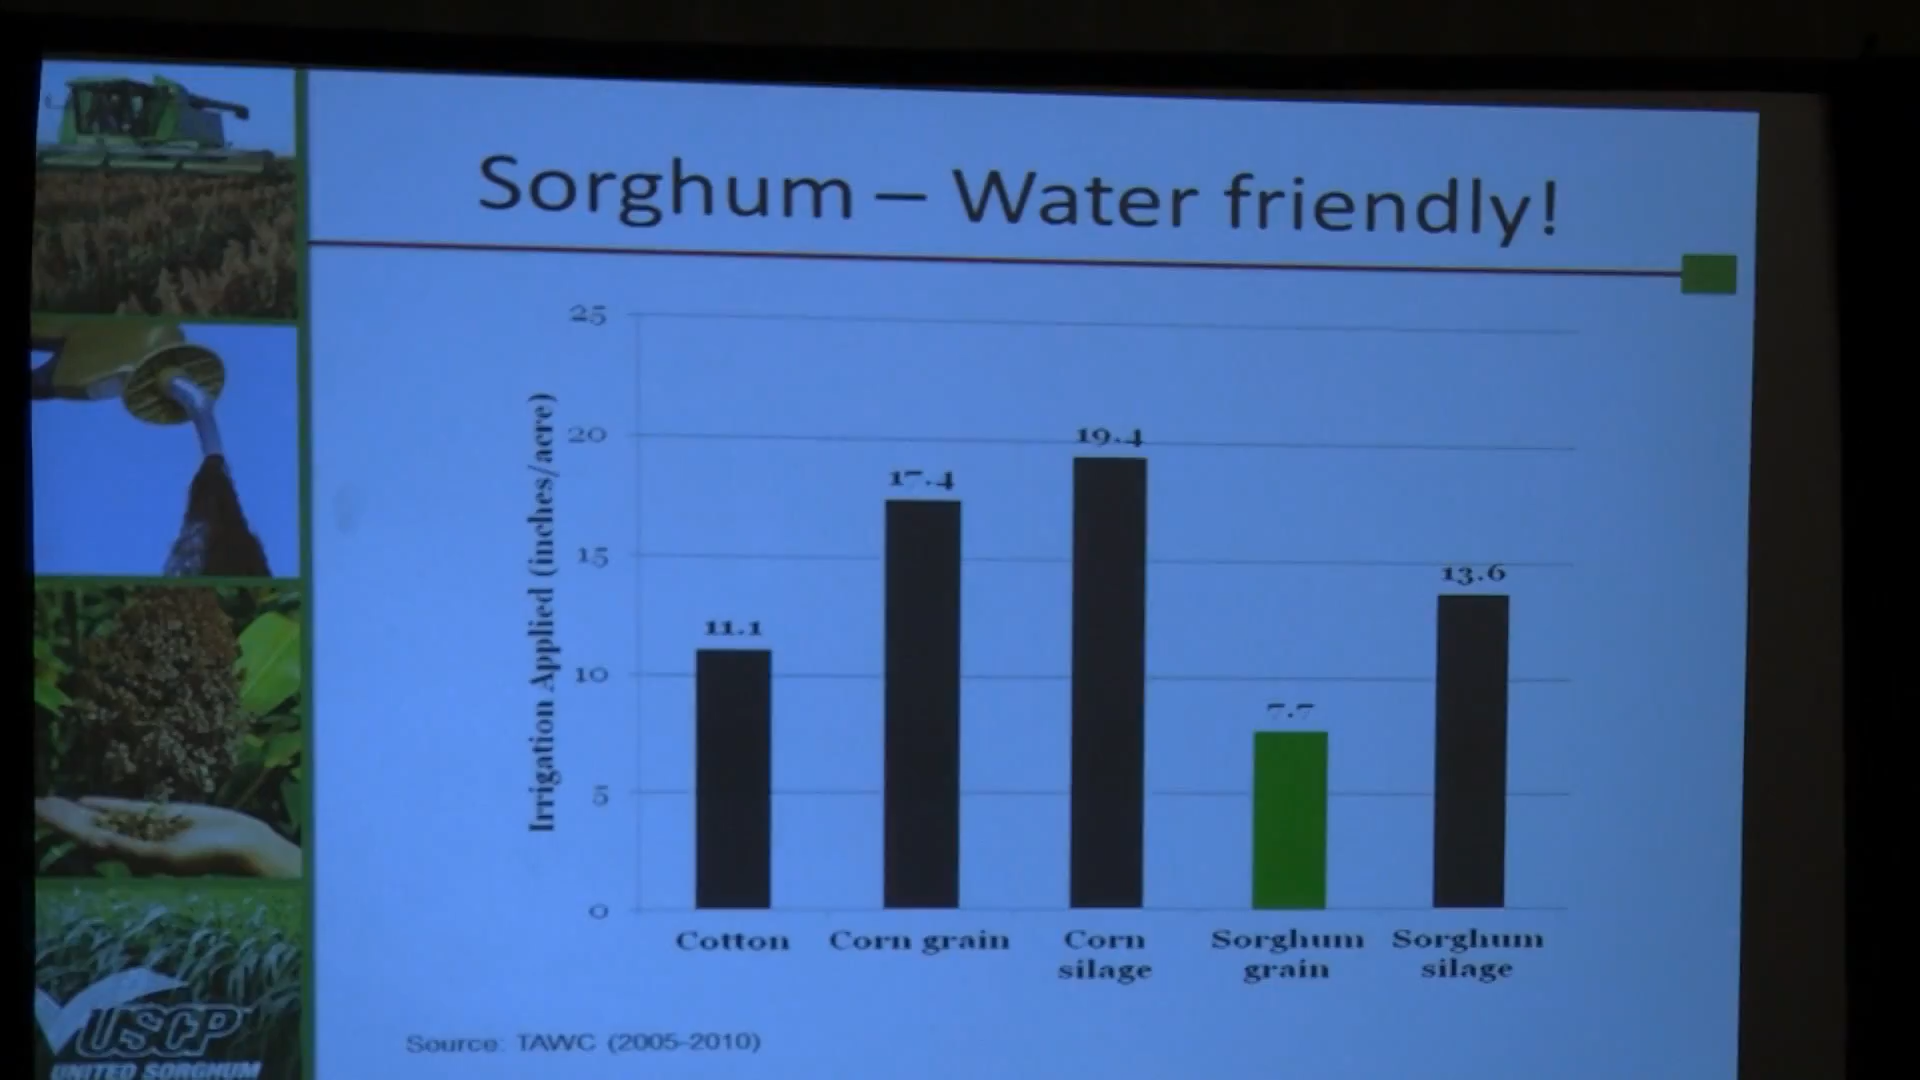 Sorghum – Water friendly!
Irrigation Applied (inches/acre)
25
20
15
10
5
0
11.1
17.4
19.4
7.7
13.6
Cotton
Corn grain
Corn
silage
Sorghum
grain
Sorghum
silage
Source: TAWC (2005-2010)
USCP
UNITED SORGHUM